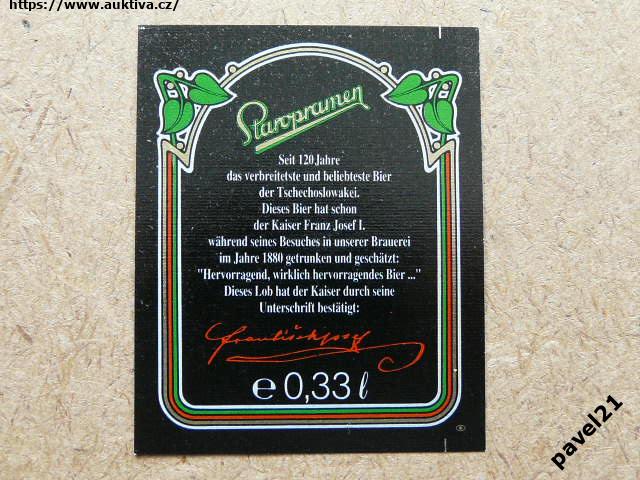 https://www.auktiva.cz/
Staropramen
Seit 120 Jahre
das verbreitetste und beliebteste Bier
der Tschechoslowakei.
Dieses Bier hat schon
der Kaiser Franz Josef I.
während seines Besuches in unserer Brauerei
im Jahre 1880 getrunken und geschätzt:
"Hervorragend, wirklich hervorragendes Bier ..."
Dieses Lob hat der Kaiser durch seine
Unterschrift bestätigt:
e 0,33 l
pavel21